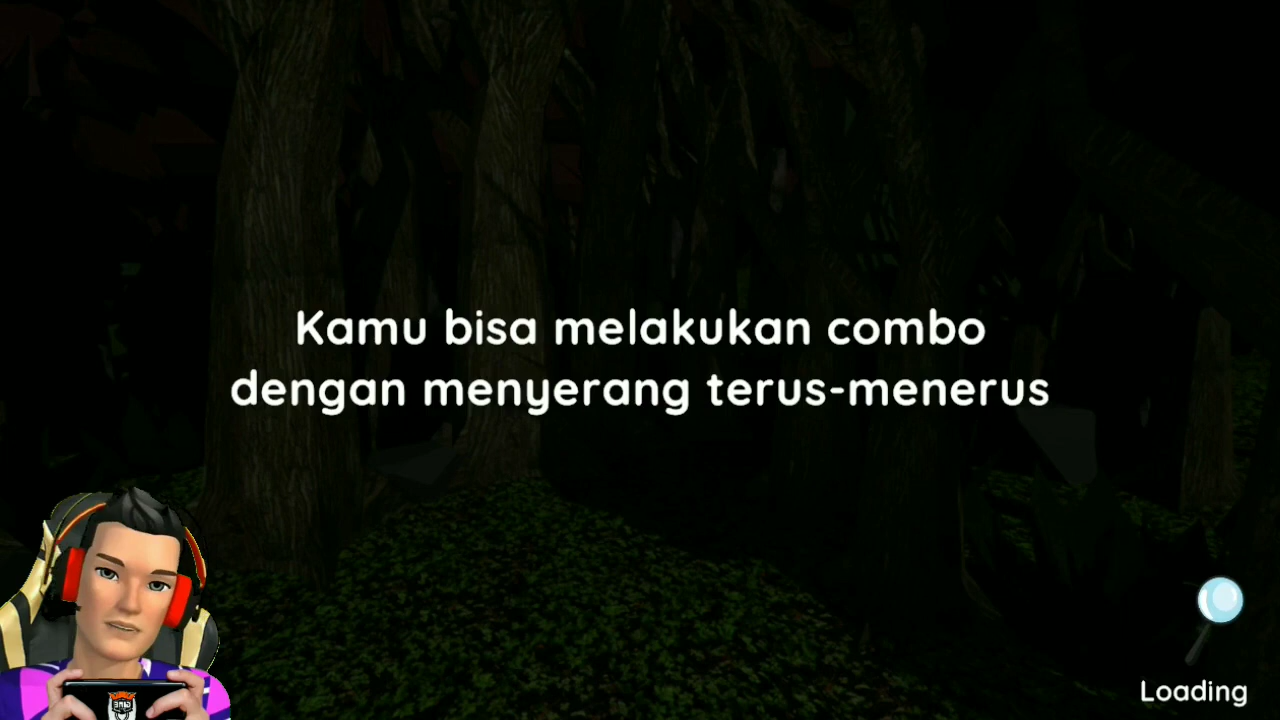 Kamu bisa melakukan combo
dengan menyerang terus-menerus
Loading